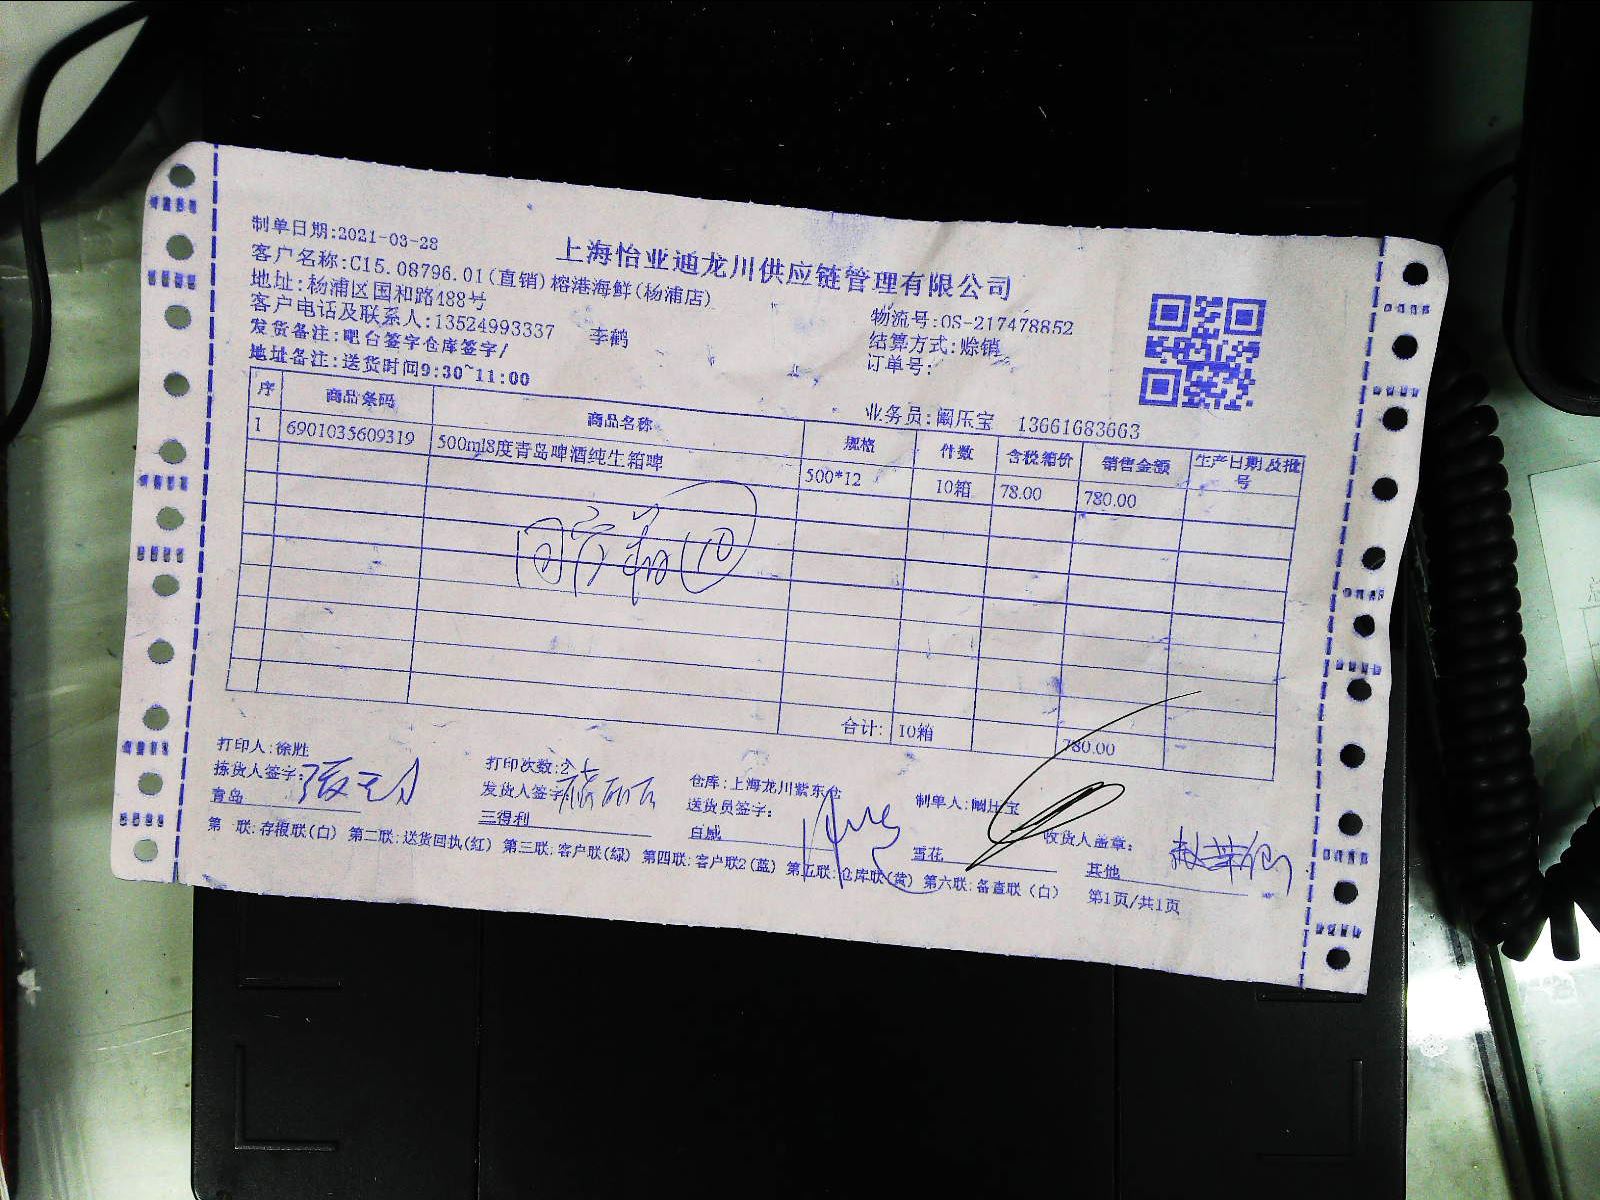 上海怡亚通龙川供应链管理有限公司
制单日期:2021-03-28
客户名称:C15.08796.01(直销)榕港海鲜(杨浦店)
地址:杨浦区国和路488号
客户电话及联系人:13524993337 李鹤
发货备注:吧台签字仓库签字/
地址备注:送货时间9:30~11:00
物流号:OS-217478852
结算方式:赊销
订单号:
业务员:阚压宝 13661683663
序 商品条码 商品名称 规格 件数 含税箱价 销售金额 生产日期及批号
1 6901035609319 500ml8度青岛啤酒纯生箱啤 500*12 10箱 78.00 780.00
合计: 10箱 780.00
打印人:徐胜 打印次数:2 仓库:上海龙川紫东仓 制单人:阚压宝
拣货人签字: 发货人签字: 送货员签字: 收货人盖章:
青岛 三得利 百威 雪花 其他
第一联:存根联(白) 第二联:送货回执(红) 第三联:客户联(绿) 第四联:客户联2(蓝) 第五联:仓库联(黄) 第六联:备查联(白) 第1页/共1页